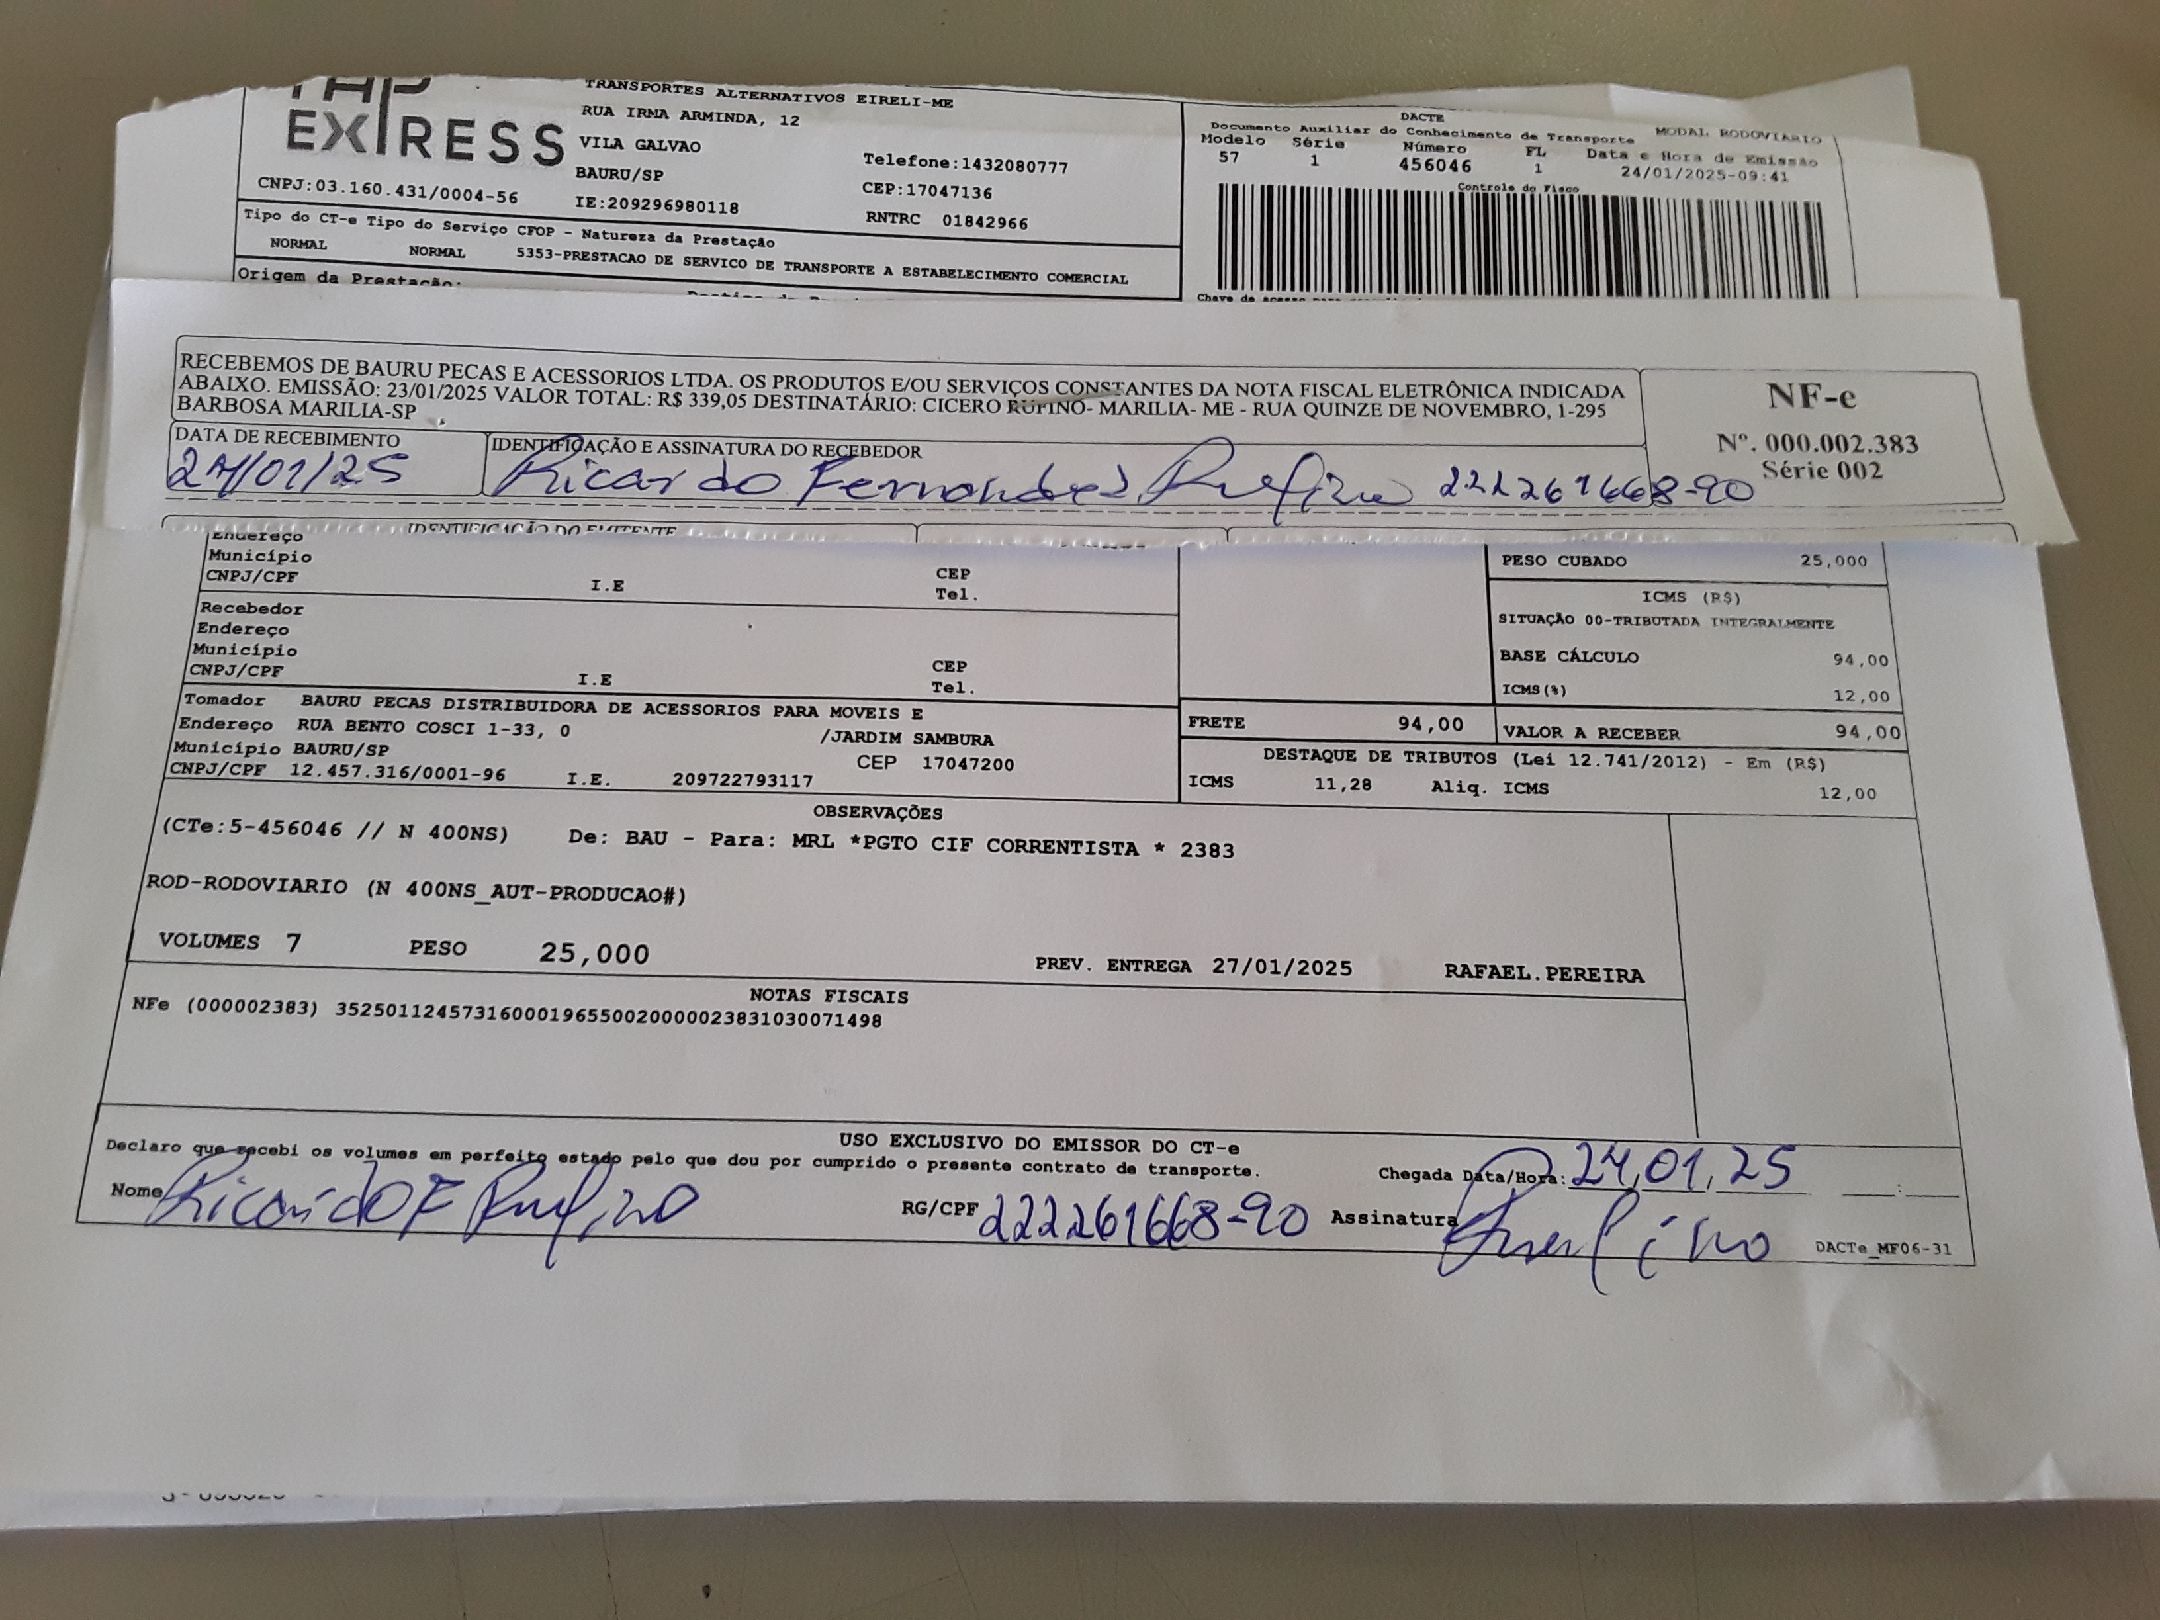 EXPRESS
TRANSPORTES ALTERNATIVOS EIRELI-ME
RUA IRMA ARMINDA, 12
VILA GALVAO
BAURU/SP
Telefone:1432080777
CEP:17047136
CNPJ:03.160.431/0004-56
IE:209296980118
RNTRC 01842966
Tipo do CT-e Tipo do Serviço CFOP - Natureza da Prestação
NORMAL NORMAL 5353-PRESTACAO DE SERVICO DE TRANSPORTE A ESTABELECIMENTO COMERCIAL
Origem da Prestação:
DACTE
Documento Auxiliar do Conhecimento de Transporte MODAL RODOVIARIO
Modelo Série Número FL Data e Hora de Emissão
57 1 456046 1 24/01/2025-09:41
Controle do Fisco
RECEBEMOS DE BAURU PECAS E ACESSORIOS LTDA. OS PRODUTOS E/OU SERVIÇOS CONSTANTES DA NOTA FISCAL ELETRÔNICA INDICADA
ABAIXO. EMISSÃO: 23/01/2025 VALOR TOTAL: R$ 339,05 DESTINATÁRIO: CICERO RUFINO- MARILIA- ME - RUA QUINZE DE NOVEMBRO, 1-295
BARBOSA MARILIA-SP
DATA DE RECEBIMENTO
24/01/25
IDENTIFICAÇÃO E ASSINATURA DO RECEBEDOR
Ricardo Fernandes Rufino 222261668-90
NF-e
Nº. 000.002.383
Série 002
IDENTIFICAÇÃO DO EMITENTE
Endereço
Município
CNPJ/CPF I.E CEP
Tel.
Recebedor
Endereço
Município
CNPJ/CPF I.E CEP
Tel.
PESO CUBADO 25,000
ICMS (R$)
SITUAÇÃO 00-TRIBUTADA INTEGRALMENTE
BASE CÁLCULO 94,00
ICMS(%) 12,00
Tomador BAURU PECAS DISTRIBUIDORA DE ACESSORIOS PARA MOVEIS E
Endereço RUA BENTO COSCI 1-33, 0 /JARDIM SAMBURA
Município BAURU/SP CEP 17047200
CNPJ/CPF 12.457.316/0001-96 I.E. 209722793117
FRETE 94,00 VALOR A RECEBER 94,00
DESTAQUE DE TRIBUTOS (Lei 12.741/2012) - Em (R$)
ICMS 11,28 Aliq. ICMS 12,00
OBSERVAÇÕES
(CTe:5-456046 // N 400NS) De: BAU - Para: MRL *PGTO CIF CORRENTISTA * 2383
ROD-RODOVIARIO (N 400NS_AUT-PRODUCAO#)
VOLUMES 7 PESO 25,000 PREV. ENTREGA 27/01/2025 RAFAEL.PEREIRA
NOTAS FISCAIS
NFe (000002383) 35250112457316000196550020000023831030071498
USO EXCLUSIVO DO EMISSOR DO CT-e
Declaro que recebi os volumes em perfeito estado pelo que dou por cumprido o presente contrato de transporte.
Chegada Data/Hora: 24,01,25
Nome Ricardo F Rufino RG/CPF 222261668-90 Assinatura Rufino
DACTe_MF06-31